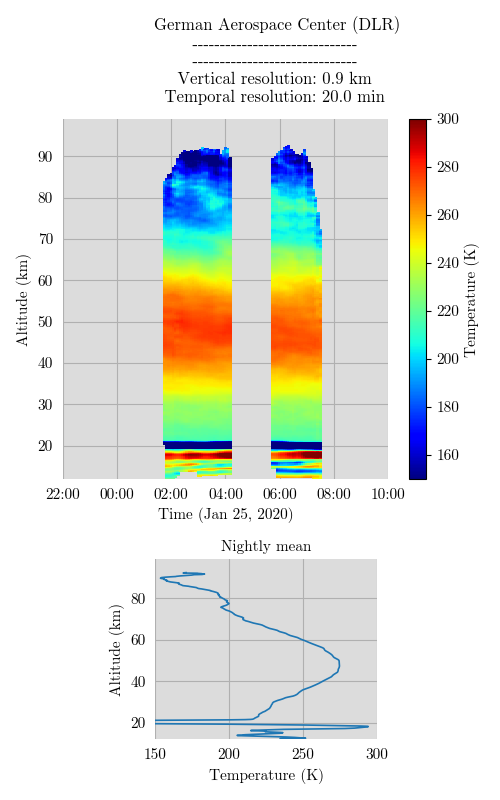 German Aerospace Center (DLR)
------------------------------
------------------------------
Vertical resolution: 0.9 km
Temporal resolution: 20.0 min
Altitude (km)
90
80
70
60
50
40
30
20
22:00 00:00 02:00 04:00 06:00 08:00 10:00
Time (Jan 25, 2020)
300
280
260
240
220
200
180
160
Temperature (K)
Nightly mean
Altitude (km)
80
60
40
20
150 200 250 300
Temperature (K)